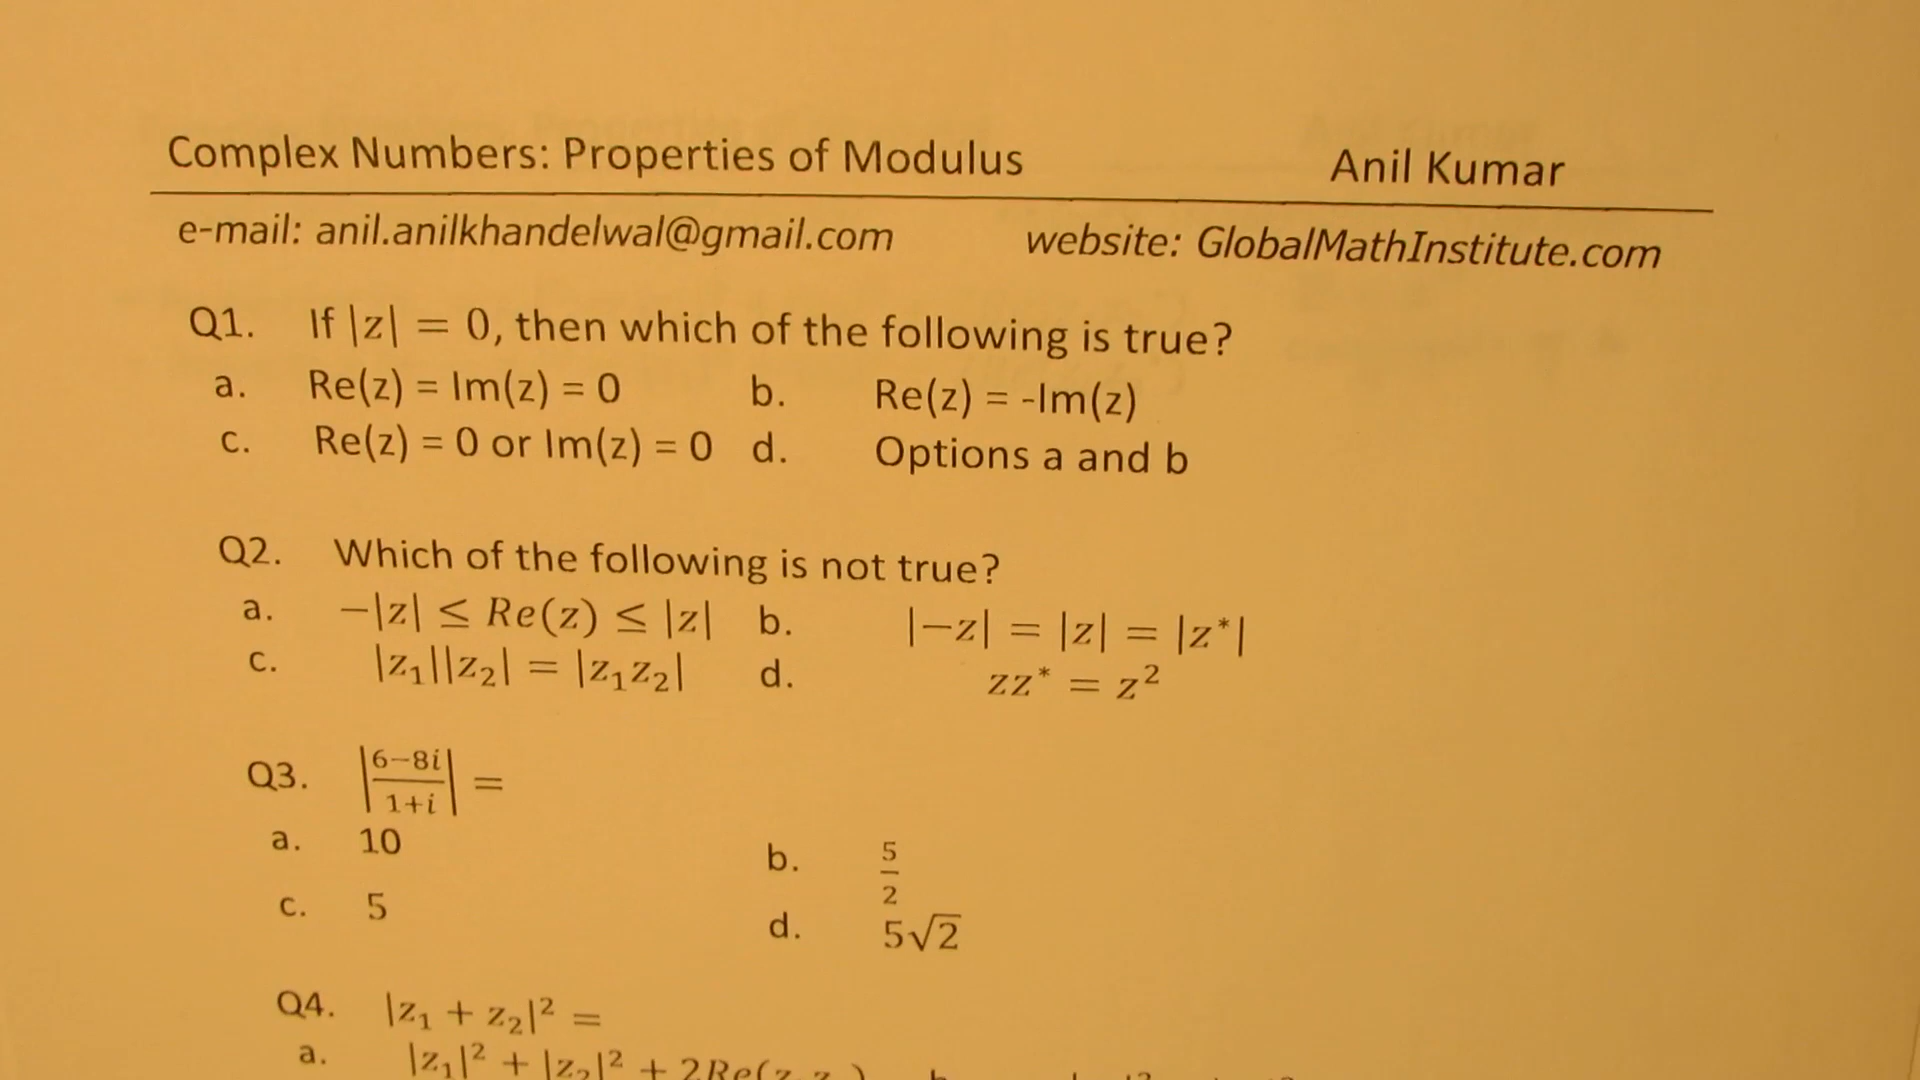 Complex Numbers: Properties of Modulus Anil Kumar
e-mail: anil.anilkhandelwal@gmail.com website: GlobalMathInstitute.com
Q1. If |z| = 0, then which of the following is true?
a. Re(z) = Im(z) = 0 b. Re(z) = -Im(z)
c. Re(z) = 0 or Im(z) = 0 d. Options a and b
Q2. Which of the following is not true?
a. −|z| ≤ Re(z) ≤ |z| b. |−z| = |z| = |z*|
c. |z₁||z₂| = |z₁z₂| d. zz* = z²
Q3. |6−8i / 1+i| =
a. 10 b. 5/2
c. 5 d. 5√2
Q4. |z₁ + z₂|² =
a. |z₁|² + |z₂|² + 2Re(